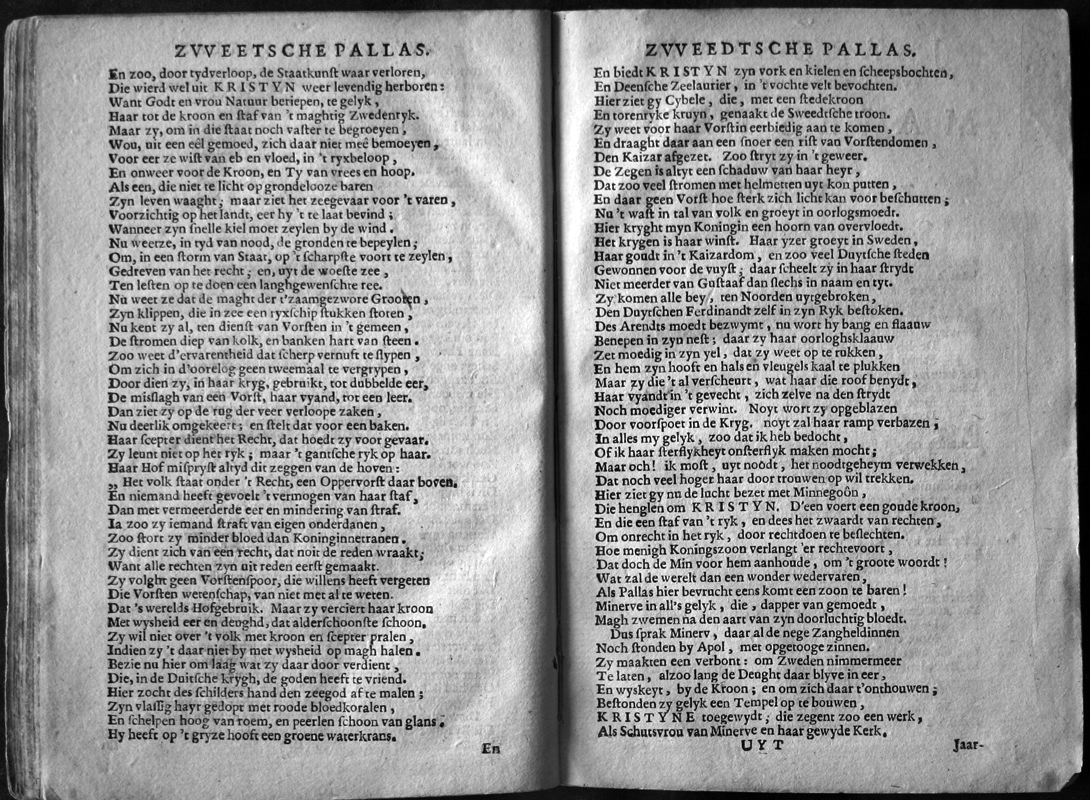 ZVVEETSCHE PALLAS.
En zoo, door tydverloop, de Staatkunſt waar verloren,
Die wierd wel uit KRISTYN weer levendig herboren:
Want Godt en vrou Natuur beriepen, te gelyk,
Haar tot de kroon en ſtaf van 't maghtig Zwedenryk.
Maar zy, om in die ſtaat noch vaſter te begroeyen,
Wou, uit een eêl gemoed, zich daar niet meê bemoeyen,
Voor eer ze wiſt van eb en vloed, in 't ryxbeloop,
En onweer voor de Kroon, en Ty van vrees en hoop.
Als een, die niet te licht op grondelooze baren
Zyn leven waaght; maar ziet het zeegevaar voor 't varen,
Voorzichtig op het landt, eer hy 't te laat bevind;
Wanneer zyn ſnelle kiel moet zeylen by de wind.
Nu weetze, in tyd van nood, de gronden te bepeylen;
Om, in een ſtorm van Staat, op 't ſcharpſte voort te zeylen,
Gedreven van het recht; en, uyt de woeſte zee,
Ten leſten op te doen een langhgewenſchte ree.
Nu weet ze dat de maght der t'zaamgezwore Grooten,
Zyn klippen, die in zee een ryxſchip ſtukken ſtoten,
Nu kent zy al, ten dienſt van Vorſten in 't gemeen,
De ſtromen diep van kolk, en banken hart van ſteen.
Zoo weet d'ervarentheid dat ſcherp vernuft te ſlypen,
Om zich in d'oorelog geen tweemaal te vergrypen,
Door dien zy, in haar kryg, gebruikt, tot dubbelde eer,
De miſſlagh van een Vorſt, haar vyand, tot een leer.
Dan ziet zy op de rug der veer verloope zaken,
Nu deerlik omgekeert; en ſtelt dat voor een baken.
Haar ſcepter dient het Recht, dat hoedt zy voor gevaar.
Zy leunt niet op het ryk; maar 't gantſche ryk op haar.
Haar Hof miſpryſt altyd dit zeggen van de hoven:
„ Het volk ſtaat onder 't Recht, een Oppervorſt daar boven.
En niemand heeft gevoelt 't vermogen van haar ſtaf,
Dan met vermeerderde eer en mindering van ſtraf.
Ia zoo zy iemand ſtraft van eigen onderdanen,
Zoo ſtort zy minder bloed dan Koninginnetranen.
Zy dient zich van een recht, dat noit de reden wraakt;
Want alle rechten zyn uit reden eerſt gemaakt.
Zy volght geen Vorſtenſpoor, die willens heeft vergeten
Die Vorſten wetenſchap, van niet met al te weten.
Dat 's werelds Hofgebruik. Maar zy verciert haar kroon
Met wysheid eer en deughd, dat alderſchoonſte ſchoon.
Zy wil niet over 't volk met kroon en ſcepter pralen,
Indien zy 't daar niet by met wysheid op magh halen.
Bezie nu hier om laag wat zy daar door verdient,
Die, in de Duitſche krygh, de goden heeft te vriend.
Hier zocht des ſchilders hand den zeegod af te malen;
Zyn vlaſſig hayr gedopt met roode bloedkoralen,
En ſchelpen hoog van roem, en peerlen ſchoon van glans.
Hy heeft op 't gryze hooft een groene waterkrans.
En
ZVVEEDTSCHE PALLAS.
En biedt KRISTYN zyn vork en kielen en ſcheepsbochten,
En Deenſche Zeelaurier, in 't vochte velt bevochten.
Hier ziet gy Cybele, die, met een ſtedekroon
En torenryke kruyn, genaakt de Sweedtſche troon.
Zy weet voor haar Vorſtin eerbiedig aan te komen,
En draaght daar aan een ſnoer een riſt van Vorſtendomen,
Den Kaizar afgezet. Zoo ſtryt zy in 't geweer.
De Zegen is altyt een ſchaduw van haar heyr,
Dat zoo veel ſtromen met helmetten uyt kon putten,
En daar geen Vorſt hoe ſterk zich licht kan voor beſchutten;
Nu 't waſt in tal van volk en groeyt in oorlogsmoedt.
Hier kryght myn Koningin een hoorn van overvloedt.
Het krygen is haar winſt. Haar yzer groeyt in Sweden,
Haar goudt in 't Kaizardom, en zoo veel Duytſche ſteden
Gewonnen voor de vuyſt; daar ſcheelt zy in haar ſtrydt
Niet meerder van Guſtaaf dan ſlechs in naam en tyt.
Zy komen alle bey, ten Noorden uytgebroken,
Den Duytſchen Ferdinandt zelf in zyn Ryk beſtoken.
Des Arendts moedt bezwymt, nu wort hy bang en flaauw
Benepen in zyn neſt; daar zy haar oorloghsklaauw
Zet moedig in zyn yel, dat zy weet op te rukken,
En hem zyn hooft en hals en vleugels kaal te plukken
Maar zy die 't al verſcheurt, wat haar die roof benydt,
Haar vyandt in 't gevecht, zich zelve na den ſtrydt
Noch moediger verwint. Noyt wort zy opgeblazen
Door voorſpoet in de Kryg. noyt zal haar ramp verbazen;
In alles my gelyk, zoo dat ik heb bedocht,
Of ik haar ſterflykheyt onſterflyk maken mocht;
Maar och! ik moſt, uyt noodt, het noodtgeheym verwekken,
Dat noch veel hoger haar door trouwen op wil trekken.
Hier ziet gy nu de lucht bezet met Minnegoôn,
Die henglen om KRISTYN. D'een voert een goude kroon,
En die een ſtaf van 't ryk, en dees het zwaardt van rechten,
Om onrecht in het ryk, door rechtdoen te beſlechten.
Hoe menigh Koningszoon verlangt 'er rechtevoort,
Dat doch de Min voor hem aanhoude, om 't groote woordt!
Wat zal de werelt dan een wonder wedervaren,
Als Pallas hier bevrucht eens komt een zoon te baren!
Minerve in all's gelyk, die, dapper van gemoedt,
Magh zwemen na den aart van zyn doorluchtig bloedt.
Dus ſprak Minerv, daar al de nege Zangheldinnen
Noch ſtonden by Apol, met opgetooge zinnen.
Zy maakten een verbont: om Zweden nimmermeer
Te laten, alzoo lang de Deught daar blyve in eer,
En wyskeyt, by de Kroon; en om zich daar t'onthouwen;
Beſtonden zy gelyk een Tempel op te bouwen,
KRISTYNE toegewydt; die zegent zoo een werk,
Als Schutsvrou van Minerve en haar gewyde Kerk.
UYT
Jaar-